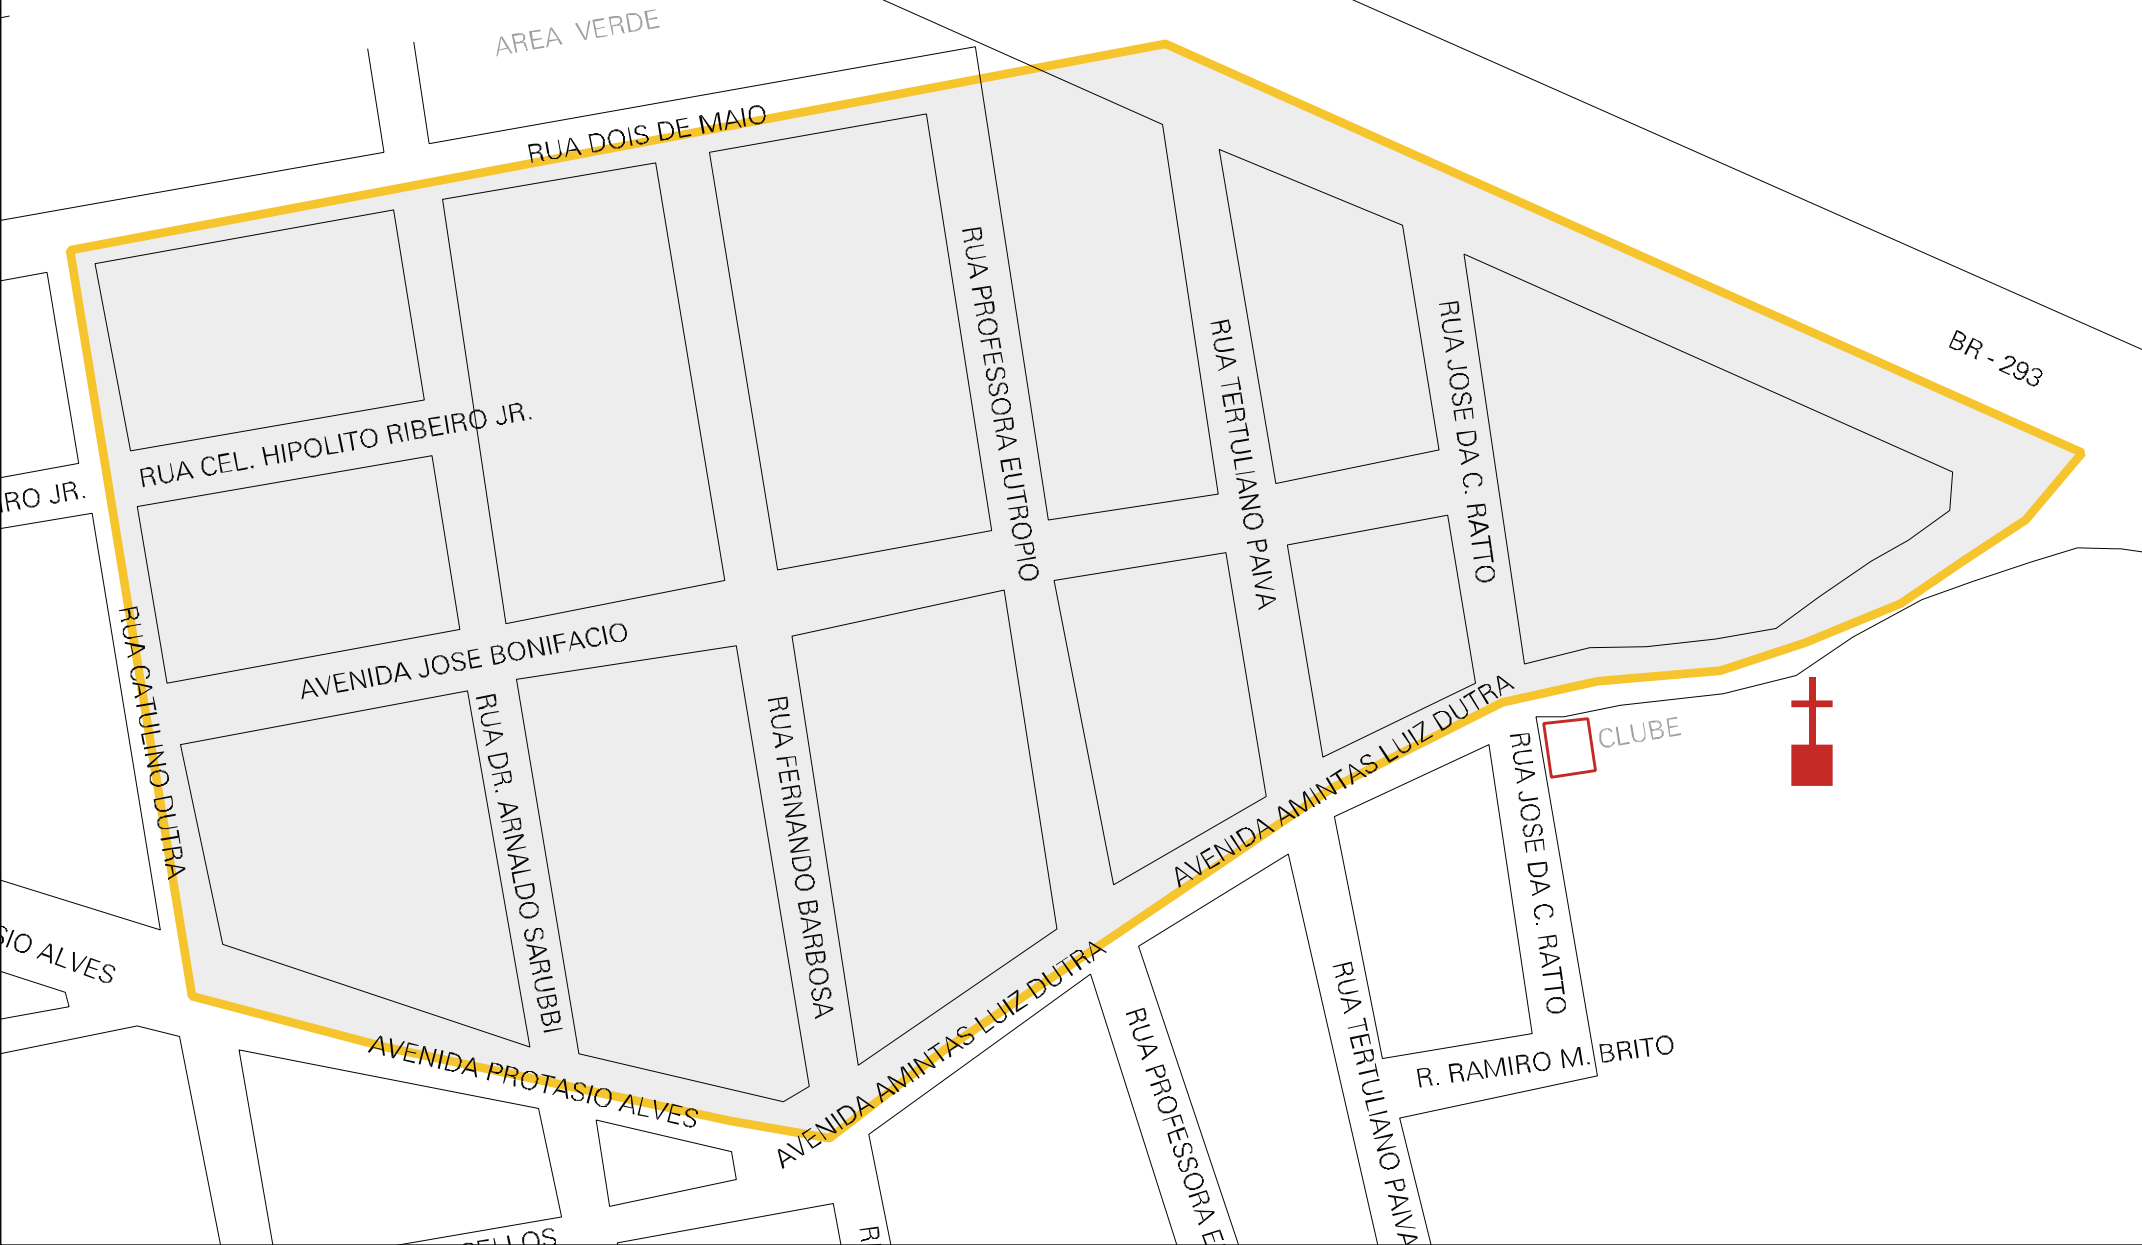 AREA VERDE
RUA DOIS DE MAIO
BR - 293
RUA PROFESSORA EUTROPIO
RUA TERTULIANO PAIVA
RUA JOSE DA C. RATTO
RUA CEL. HIPOLITO RIBEIRO JR.
IRO JR.
RUA CATULINO DUTRA
AVENIDA JOSE BONIFACIO
RUA DR. ARNALDO SARUBBI
RUA FERNANDO BARBOSA
AVENIDA AMINTAS LUIZ DUTRA
CLUBE
RUA JOSE DA C. RATTO
SIO ALVES
AVENIDA PROTASIO ALVES
AVENIDA AMINTAS LUIZ DUTRA
RUA PROFESSORA E
RUA TERTULIANO PAIVA
R. RAMIRO M. BRITO
ELLOS
R